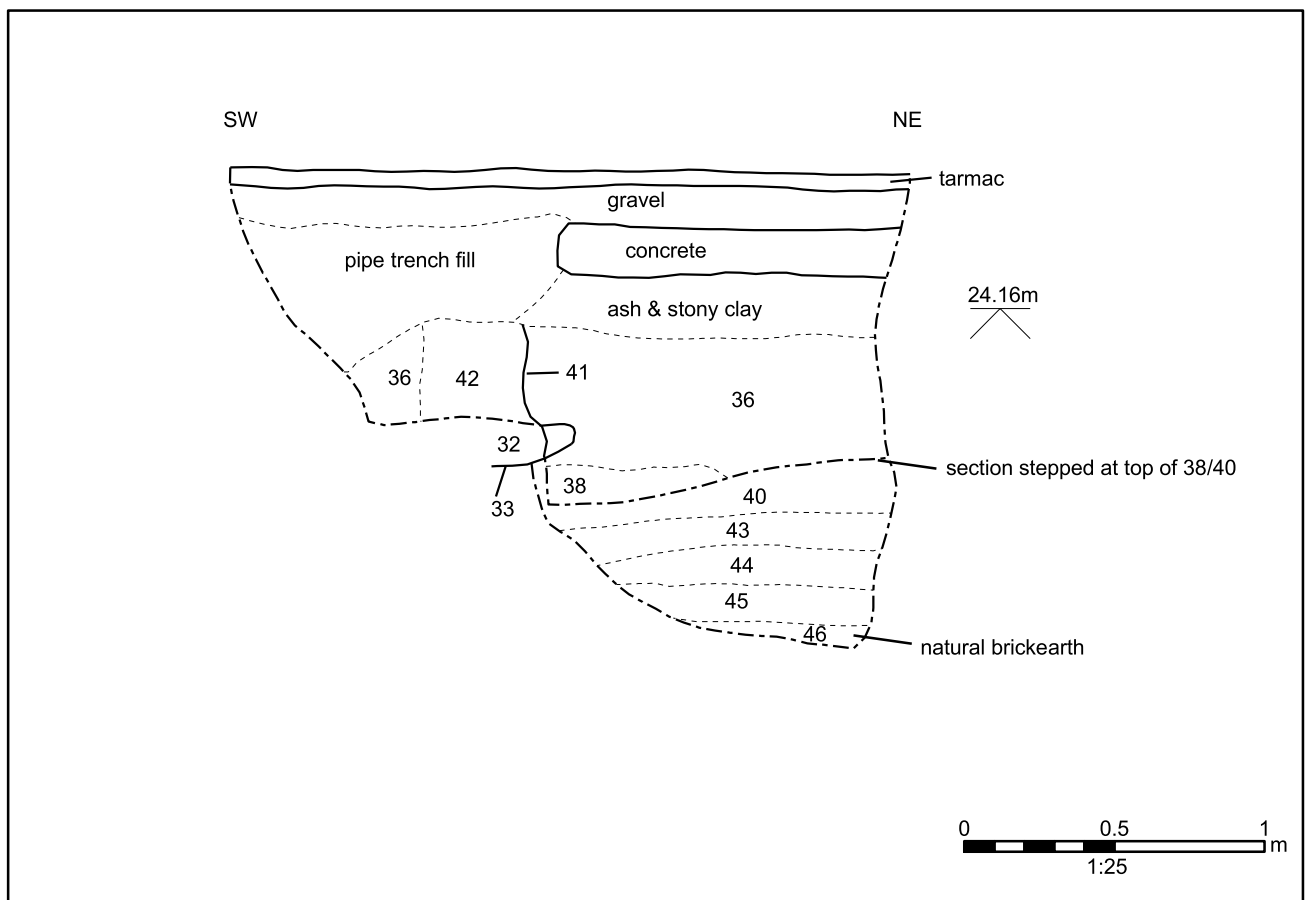 SW NE
tarmac
gravel
concrete
pipe trench fill
24.16m
ash & stony clay
41
36 42
36
32
section stepped at top of 38/40
38
40
33
43
44
45
46
natural brickearth
0 0.5 1
m
1:25